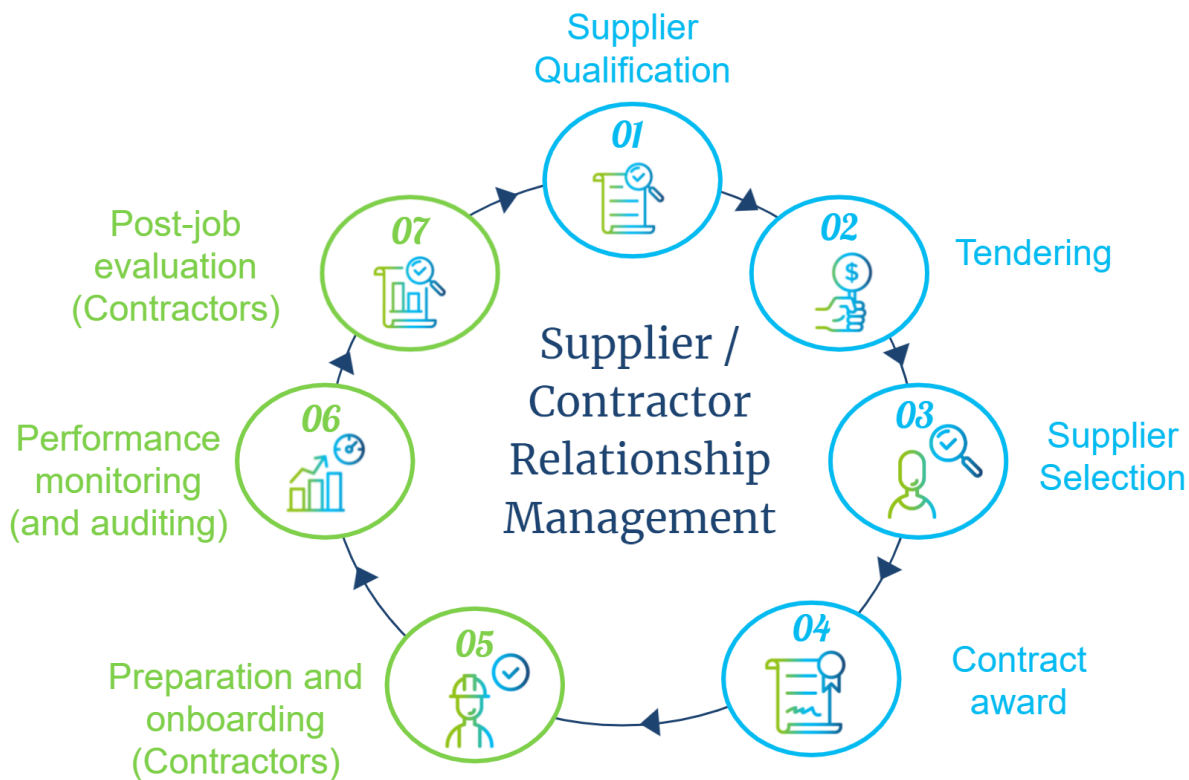 Supplier
Qualification
01
02
Tendering
03
Supplier
Selection
04
Contract
award
05
Preparation and
onboarding
(Contractors)
06
Performance
monitoring
(and auditing)
07
Post-job
evaluation
(Contractors)
Supplier /
Contractor
Relationship
Management
$